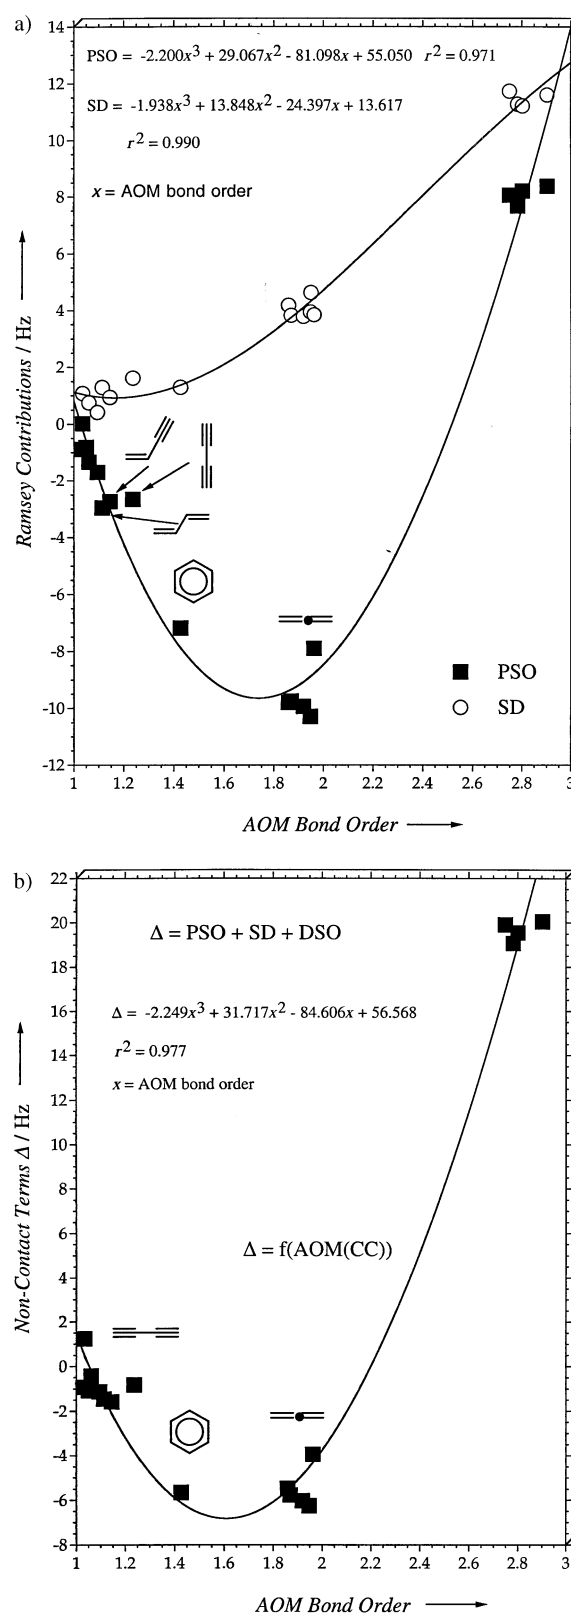 a)
14
12
10
8
6
4
2
0
-2
-4
-6
-8
-10
-12
Ramsey Contributions / Hz
PSO = -2.200x³ + 29.067x² - 81.098x + 55.050 r² = 0.971
SD = -1.938x³ + 13.848x² - 24.397x + 13.617
r² = 0.990
x = AOM bond order
PSO
SD
1 1.2 1.4 1.6 1.8 2 2.2 2.4 2.6 2.8 3
AOM Bond Order
b)
22
20
18
16
14
12
10
8
6
4
2
0
-2
-4
-6
-8
Non-Contact Terms Δ / Hz
Δ = PSO + SD + DSO
Δ = -2.249x³ + 31.717x² - 84.606x + 56.568
r² = 0.977
x = AOM bond order
Δ = f(AOM(CC))
1 1.2 1.4 1.6 1.8 2 2.2 2.4 2.6 2.8 3
AOM Bond Order